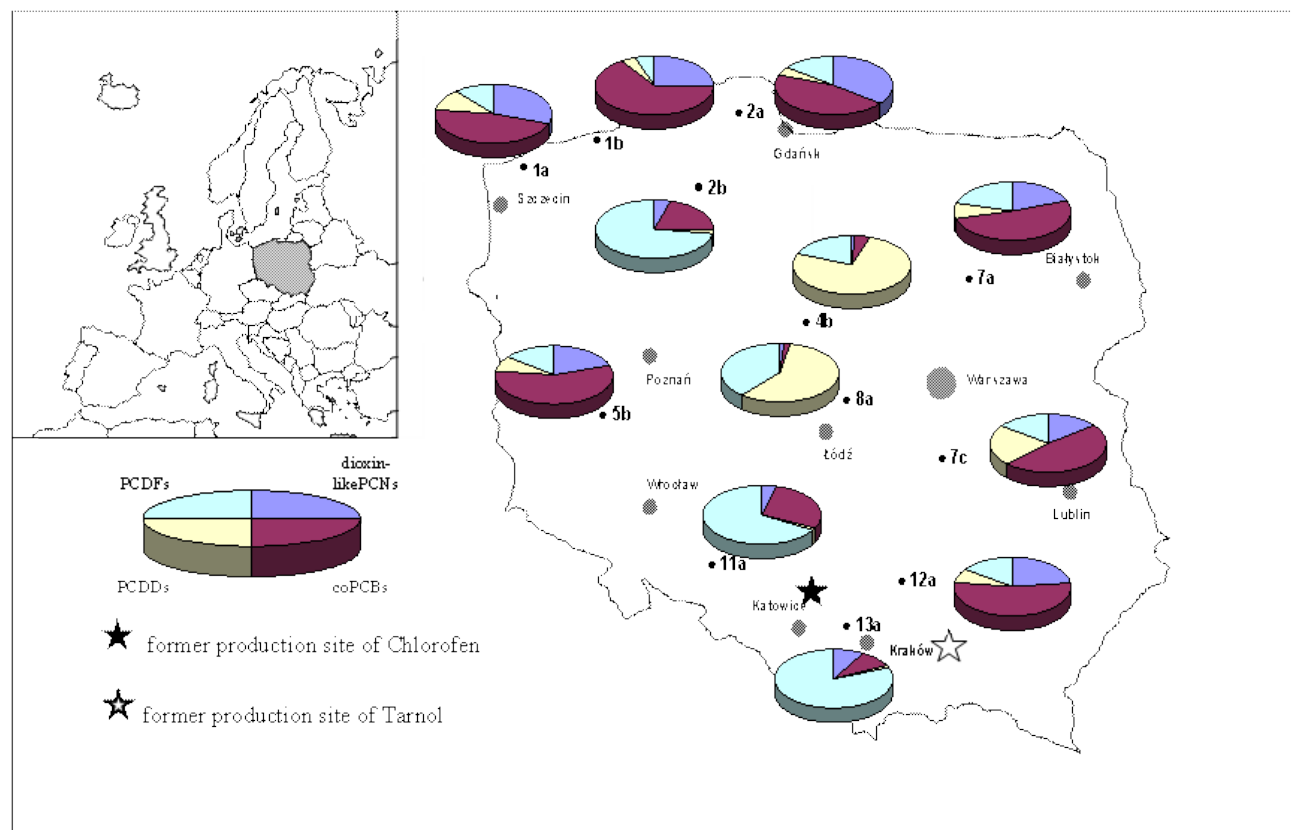 2a
Gdańsk
1b
1a
2b
Szczecin
Białystok
7a
4b
Poznań
Warszawa
8a
5b
Łódź
7c
dioxin-
PCDFs
likePCNs
Wrocław
Lublin
11a
12a
PCDDs
coPCBs
Katowice
13a
former production site of Chlorofen
Kraków
former production site of Tarnol